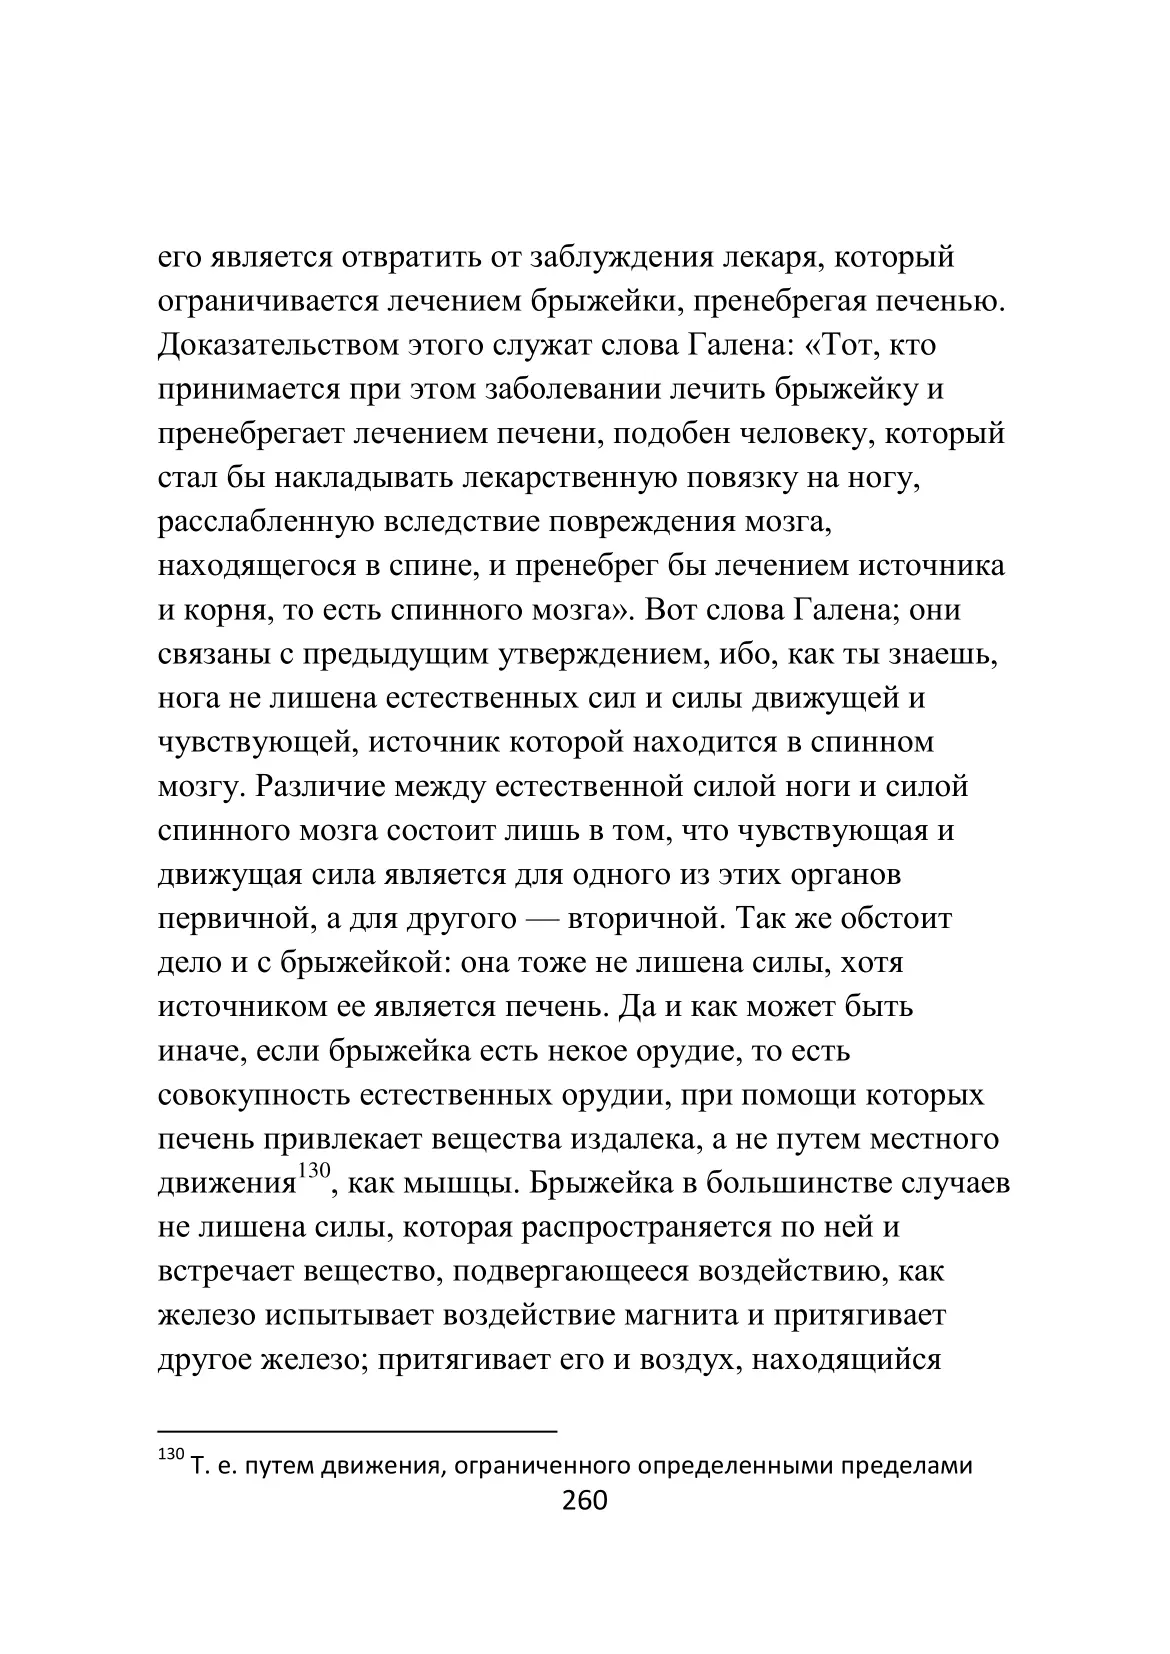 его является отвратить от заблуждения лекаря, который
ограничивается лечением брыжейки, пренебрегая печенью.
Доказательством этого служат слова Галена: «Тот, кто
принимается при этом заболевании лечить брыжейку и
пренебрегает лечением печени, подобен человеку, который
стал бы накладывать лекарственную повязку на ногу,
расслабленную вследствие повреждения мозга,
находящегося в спине, и пренебрег бы лечением источника
и корня, то есть спинного мозга». Вот слова Галена; они
связаны с предыдущим утверждением, ибо, как ты знаешь,
нога не лишена естественных сил и силы движущей и
чувствующей, источник которой находится в спинном
мозгу. Различие между естественной силой ноги и силой
спинного мозга состоит лишь в том, что чувствующая и
движущая сила является для одного из этих органов
первичной, а для другого — вторичной. Так же обстоит
дело и с брыжейкой: она тоже не лишена силы, хотя
источником ее является печень. Да и как может быть
иначе, если брыжейка есть некое орудие, то есть
совокупность естественных орудии, при помощи которых
печень привлекает вещества издалека, а не путем местного
движения130, как мышцы. Брыжейка в большинстве случаев
не лишена силы, которая распространяется по ней и
встречает вещество, подвергающееся воздействию, как
железо испытывает воздействие магнита и притягивает
другое железо; притягивает его и воздух, находящийся
130 Т. е. путем движения, ограниченного определенными пределами
260